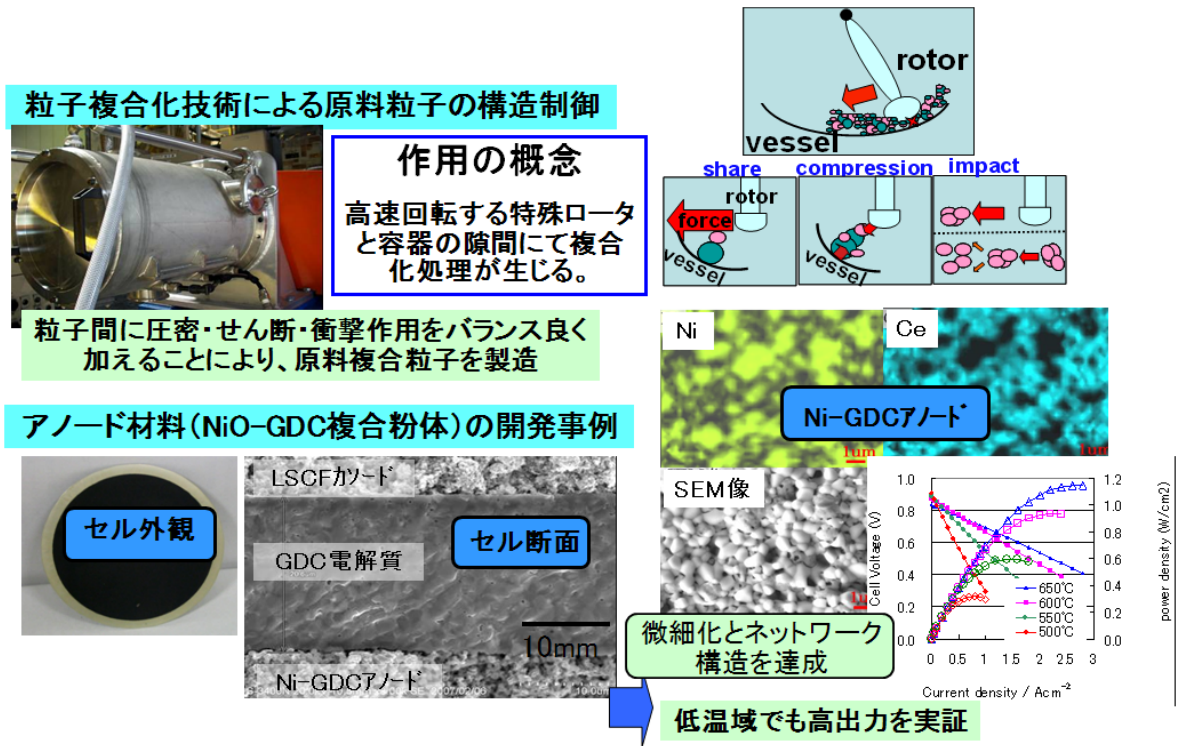 粒子複合化技術による原料粒子の構造制御
作用の概念
高速回転する特殊ロータ
と容器の隙間にて複合
化処理が生じる。
rotor
vessel
share
compression
impact
rotor
force
vessel
vessel
粒子間に圧密・せん断・衝撃作用をバランス良く
加えることにより、原料複合粒子を製造
アノード材料(NiO-GDC複合粉体)の開発事例
セル外観
LSCFカソード
GDC電解質
セル断面
10mm
Ni-GDCアノード
2007/02/06
10.0um
Ni
Ce
Ni-GDCアノード
1um
1um
SEM像
微細化とネットワーク
構造を達成
低温域でも高出力を実証
Cell Voltage (V)
1.0
0.8
0.6
0.4
0.2
0.0
power density (W/cm2)
1.2
1.0
0.8
0.6
0.4
0.2
0.0
650℃
600℃
550℃
500℃
0 0.5 1 1.5 2 2.5 3
Current density / Acm⁻²